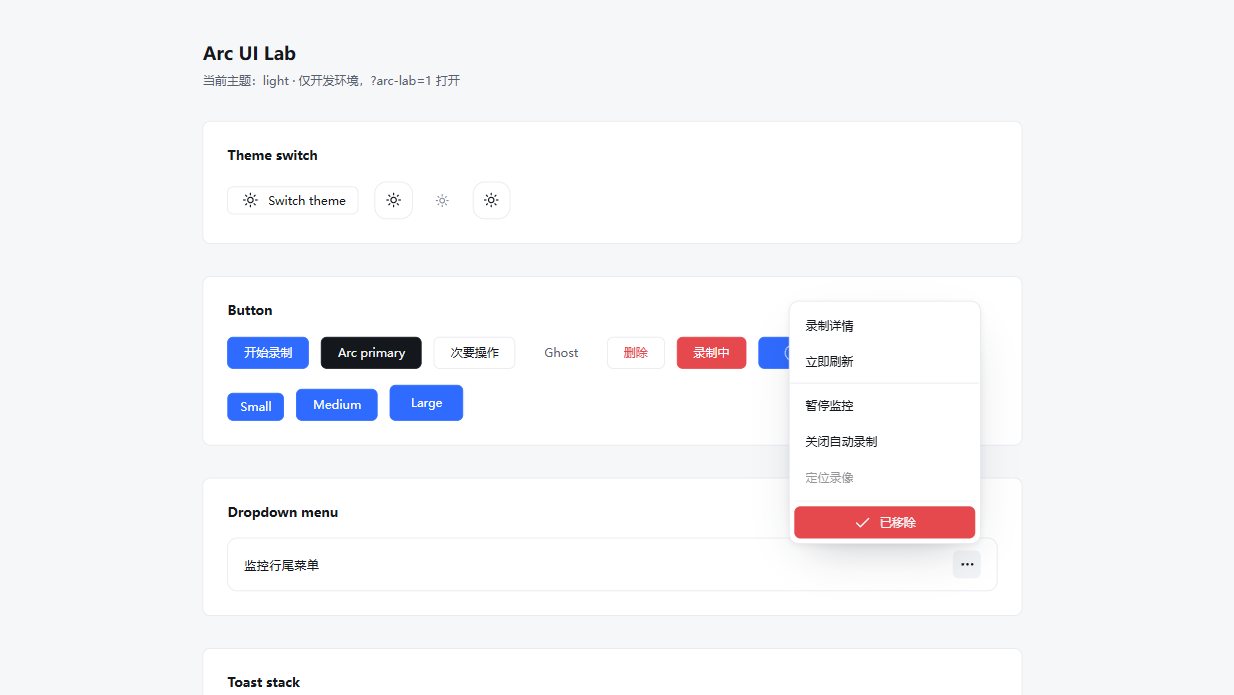 Arc UI Lab
当前主题：light · 仅开发环境，?arc-lab=1 打开
Theme switch
Switch theme
Button
开始录制 Arc primary 次要操作 Ghost 删除 录制中
Small Medium Large
录制详情
立即刷新
暂停监控
关闭自动录制
定位录像
已移除
Dropdown menu
监控行尾菜单
Toast stack